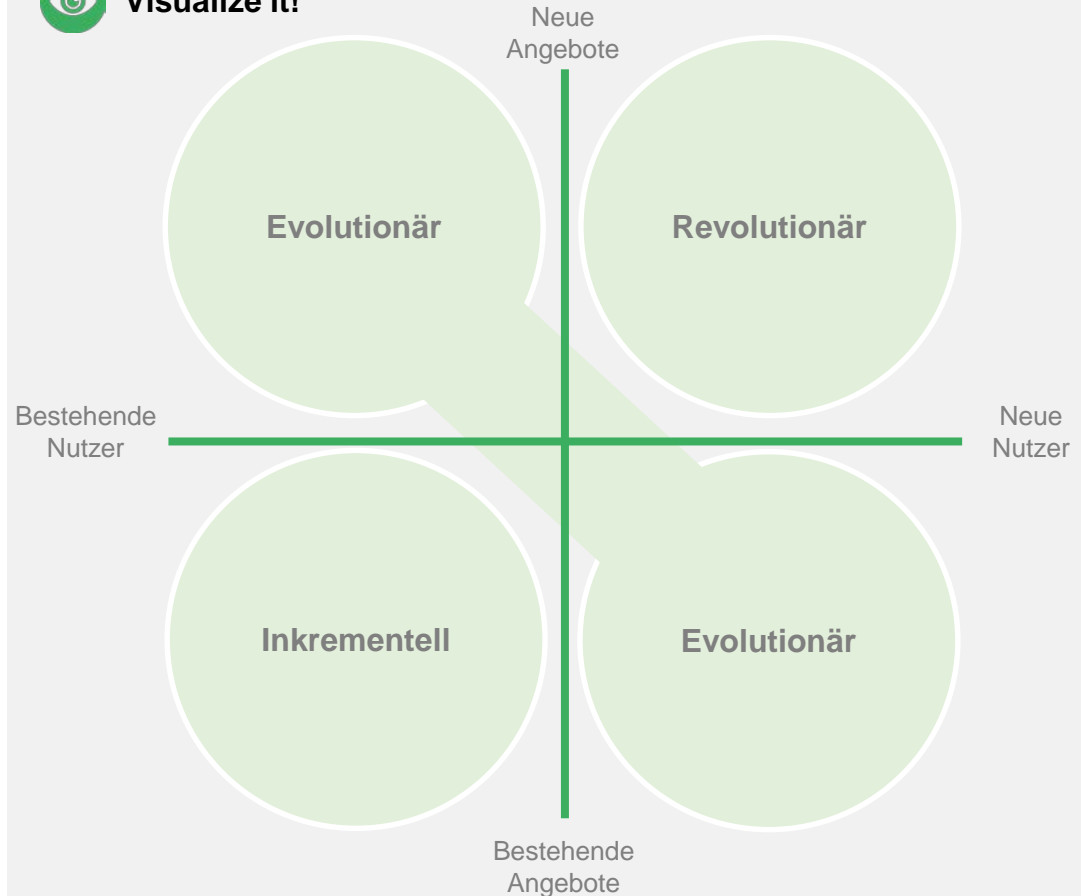 Visualize it!
Neue
Angebote
Evolutionär
Revolutionär
Bestehende
Nutzer
Neue
Nutzer
Inkrementell
Evolutionär
Bestehende
Angebote